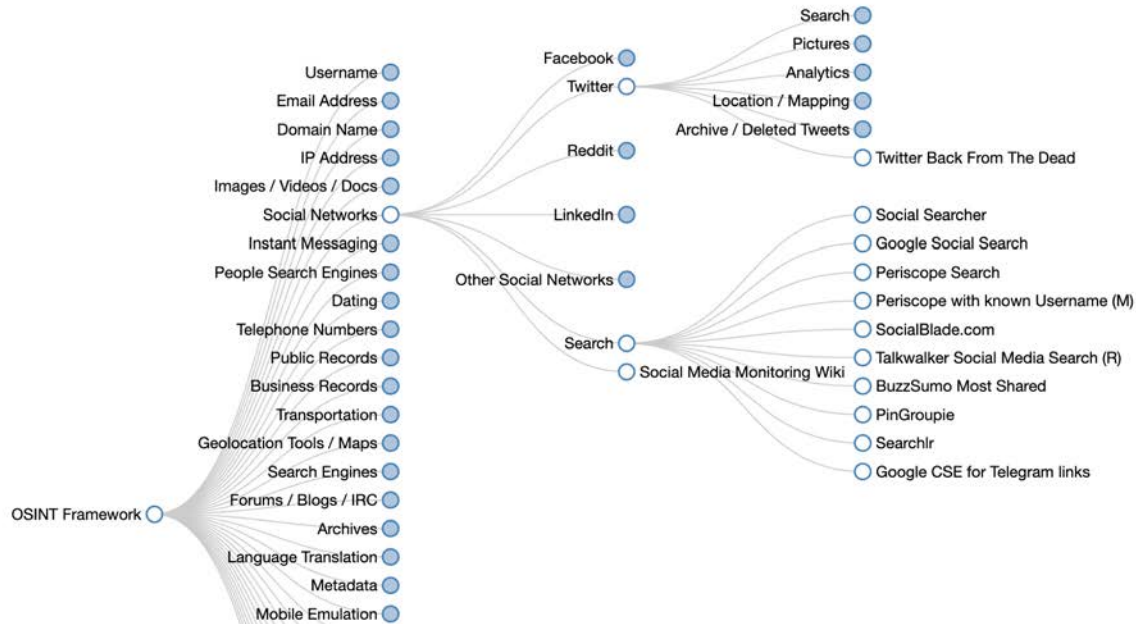 OSINT Framework
Username
Email Address
Domain Name
IP Address
Images / Videos / Docs
Social Networks
Instant Messaging
People Search Engines
Dating
Telephone Numbers
Public Records
Business Records
Transportation
Geolocation Tools / Maps
Search Engines
Forums / Blogs / IRC
Archives
Language Translation
Metadata
Mobile Emulation
Facebook
Twitter
Reddit
LinkedIn
Other Social Networks
Search
Social Media Monitoring Wiki
Search
Pictures
Analytics
Location / Mapping
Archive / Deleted Tweets
Twitter Back From The Dead
Social Searcher
Google Social Search
Periscope Search
Periscope with known Username (M)
SocialBlade.com
Talkwalker Social Media Search (R)
BuzzSumo Most Shared
PinGroupie
Searchlr
Google CSE for Telegram links